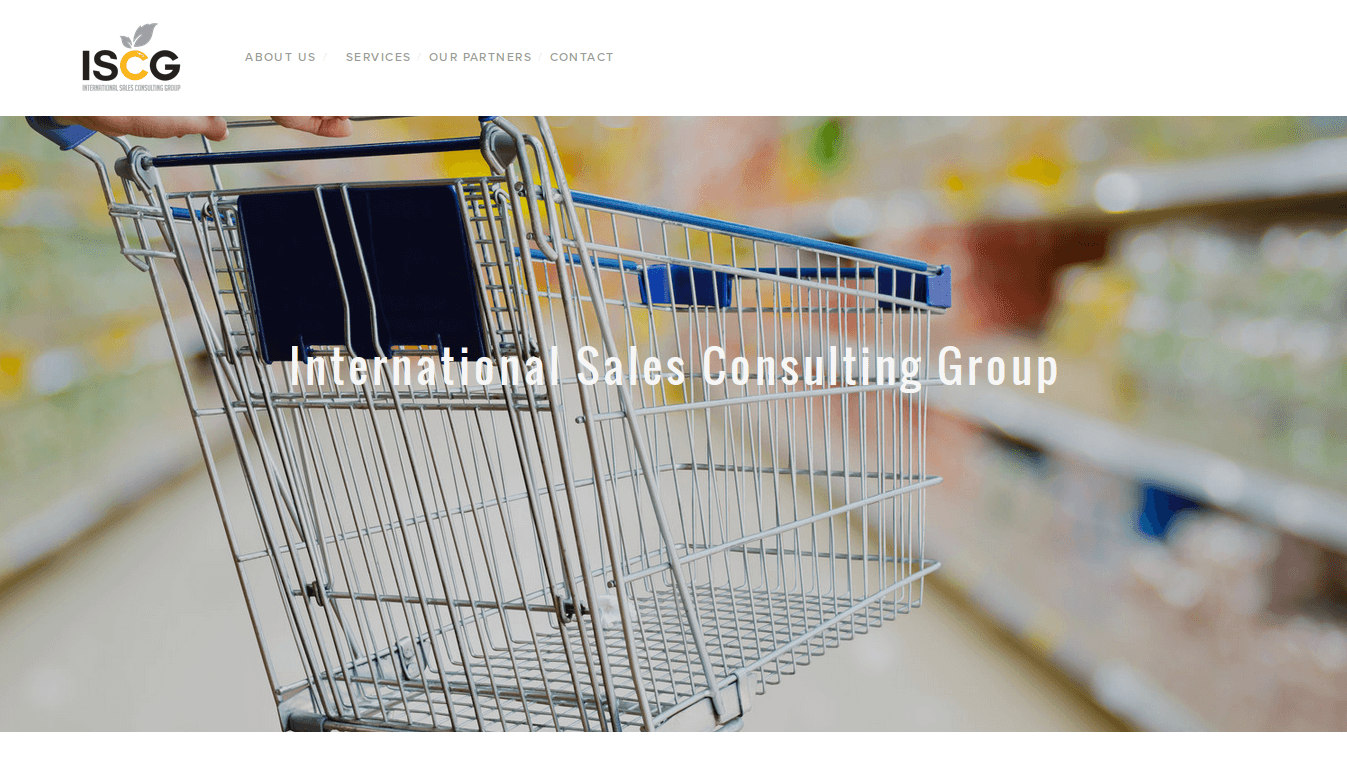 ISCG
INTERNATIONAL SALES CONSULTING GROUP
ABOUT US / SERVICES / OUR PARTNERS / CONTACT
International Sales Consulting Group